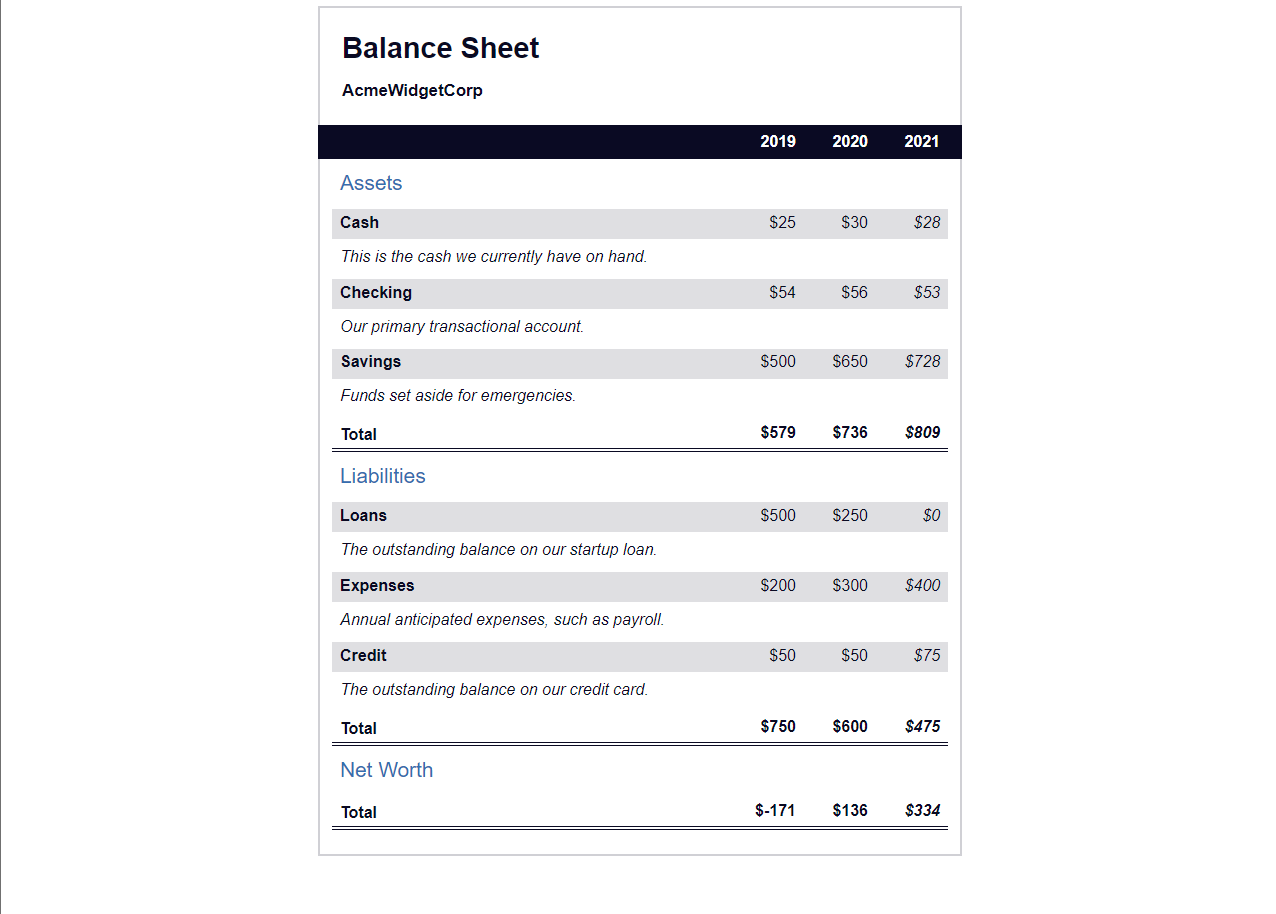 Balance Sheet
AcmeWidgetCorp
2019 2020 2021
Assets
Cash $25 $30 $28
This is the cash we currently have on hand.
Checking $54 $56 $53
Our primary transactional account.
Savings $500 $650 $728
Funds set aside for emergencies.
Total $579 $736 $809
Liabilities
Loans $500 $250 $0
The outstanding balance on our startup loan.
Expenses $200 $300 $400
Annual anticipated expenses, such as payroll.
Credit $50 $50 $75
The outstanding balance on our credit card.
Total $750 $600 $475
Net Worth
Total $-171 $136 $334